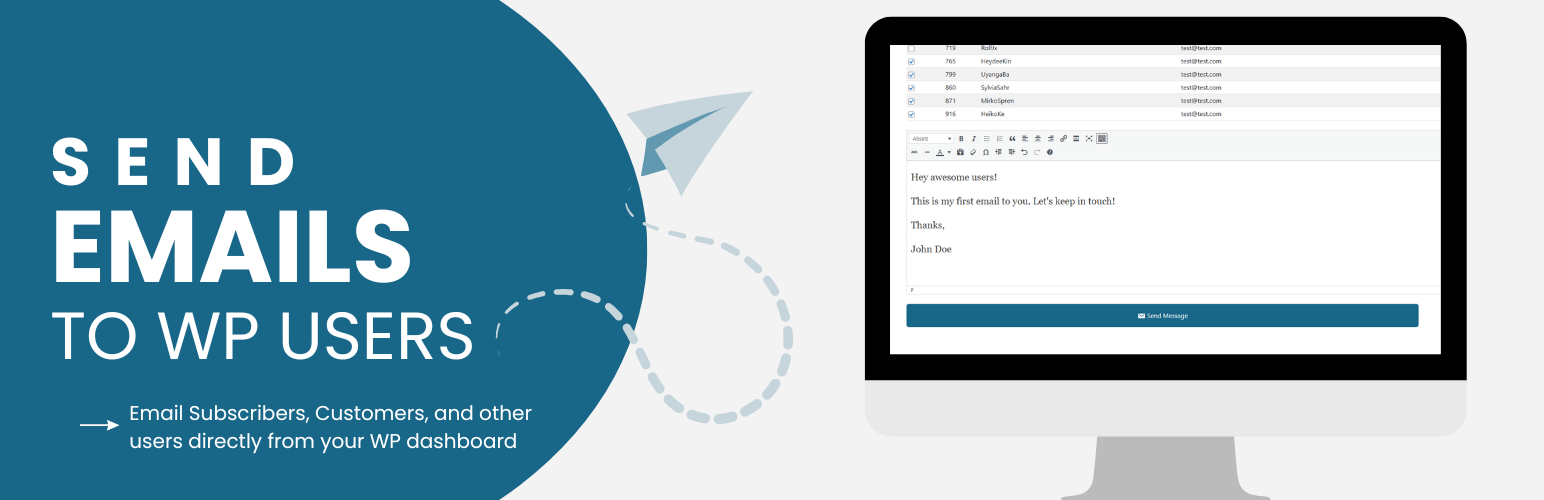 SEND
EMAILS
TO WP USERS
Email Subscribers, Customers, and other
users directly from your WP dashboard
719 test@test.com
765 HeydeeKin test@test.com
799 UyangaBa test@test.com
860 SylviaSahr test@test.com
871 MirkoSpren test@test.com
916 HeikoKe test@test.com
Absatz
Hey awesome users!
This is my first email to you. Let's keep in touch!
Thanks,
John Doe
P
Send Message